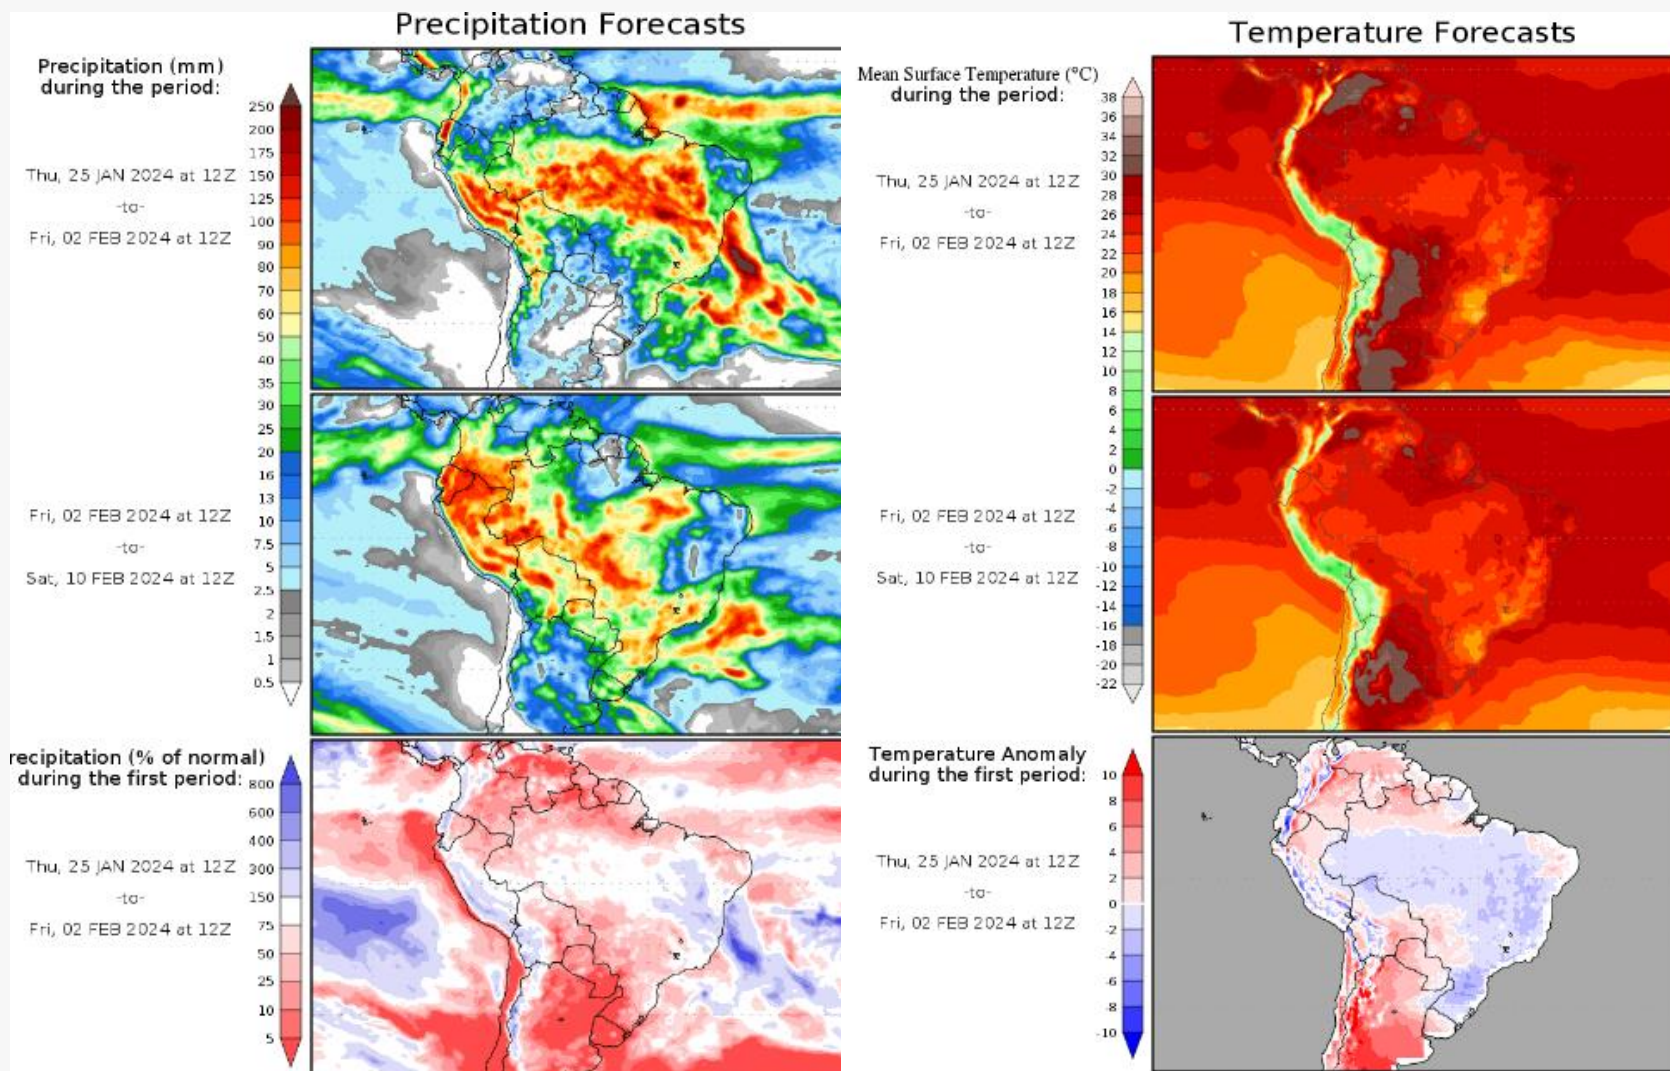 Precipitation Forecasts
Precipitation (mm)
during the period:
250
200
175
150
125
100
90
80
70
60
50
40
35
30
25
20
16
13
10
7.5
5
2.5
2
1.5
1
0.5
Thu, 25 JAN 2024 at 12Z
-to-
Fri, 02 FEB 2024 at 12Z
Fri, 02 FEB 2024 at 12Z
-to-
Sat, 10 FEB 2024 at 12Z
recipitation (% of normal)
during the first period:
800
600
400
300
150
75
50
25
10
5
Thu, 25 JAN 2024 at 12Z
-to-
Fri, 02 FEB 2024 at 12Z
Temperature Forecasts
Mean Surface Temperature (°C)
during the period:
38
36
34
32
30
28
26
24
22
20
18
16
14
12
10
8
6
4
2
0
-2
-4
-6
-8
-10
-12
-14
-16
-18
-20
-22
Thu, 25 JAN 2024 at 12Z
-to-
Fri, 02 FEB 2024 at 12Z
Fri, 02 FEB 2024 at 12Z
-to-
Sat, 10 FEB 2024 at 12Z
Temperature Anomaly
during the first period:
10
8
6
4
2
0
-2
-4
-6
-8
-10
Thu, 25 JAN 2024 at 12Z
-to-
Fri, 02 FEB 2024 at 12Z